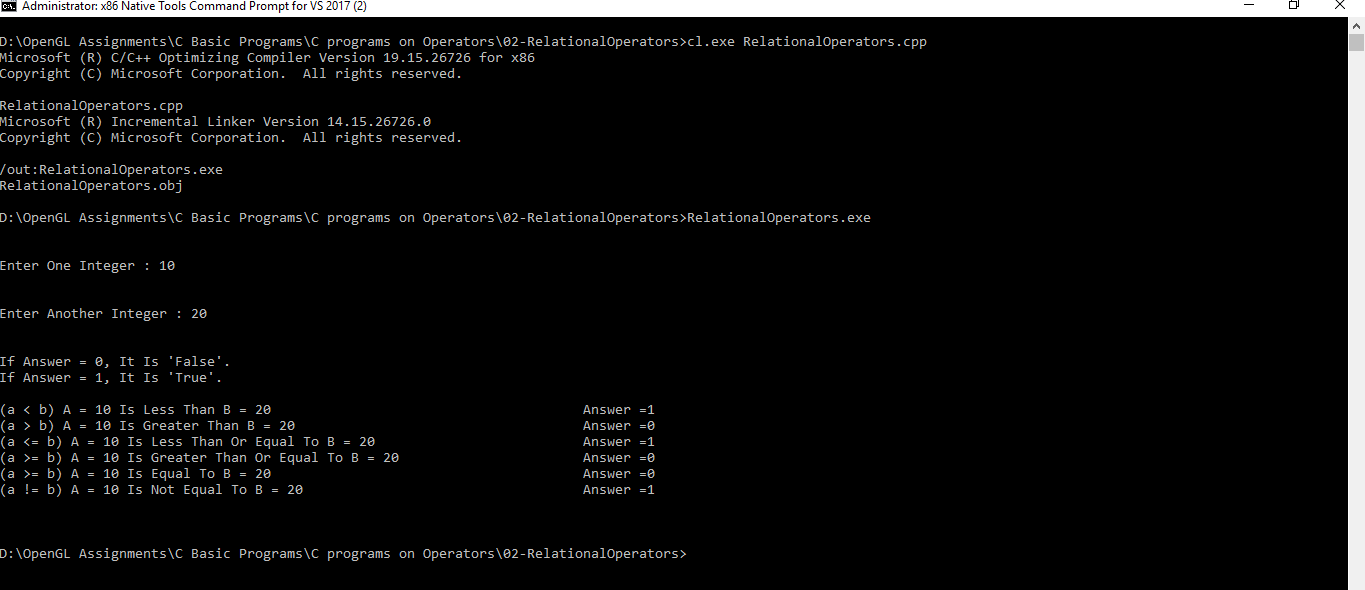 Administrator: x86 Native Tools Command Prompt for VS 2017 (2)
D:\OpenGL Assignments\C Basic Programs\C programs on Operators\02-RelationalOperators>cl.exe RelationalOperators.cpp
Microsoft (R) C/C++ Optimizing Compiler Version 19.15.26726 for x86
Copyright (C) Microsoft Corporation.  All rights reserved.
RelationalOperators.cpp
Microsoft (R) Incremental Linker Version 14.15.26726.0
Copyright (C) Microsoft Corporation.  All rights reserved.
/out:RelationalOperators.exe
RelationalOperators.obj
D:\OpenGL Assignments\C Basic Programs\C programs on Operators\02-RelationalOperators>RelationalOperators.exe
Enter One Integer : 10
Enter Another Integer : 20
If Answer = 0, It Is 'False'.
If Answer = 1, It Is 'True'.
(a < b) A = 10 Is Less Than B = 20 Answer =1
(a > b) A = 10 Is Greater Than B = 20 Answer =0
(a <= b) A = 10 Is Less Than Or Equal To B = 20 Answer =1
(a >= b) A = 10 Is Greater Than Or Equal To B = 20 Answer =0
(a >= b) A = 10 Is Equal To B = 20 Answer =0
(a != b) A = 10 Is Not Equal To B = 20 Answer =1
D:\OpenGL Assignments\C Basic Programs\C programs on Operators\02-RelationalOperators>